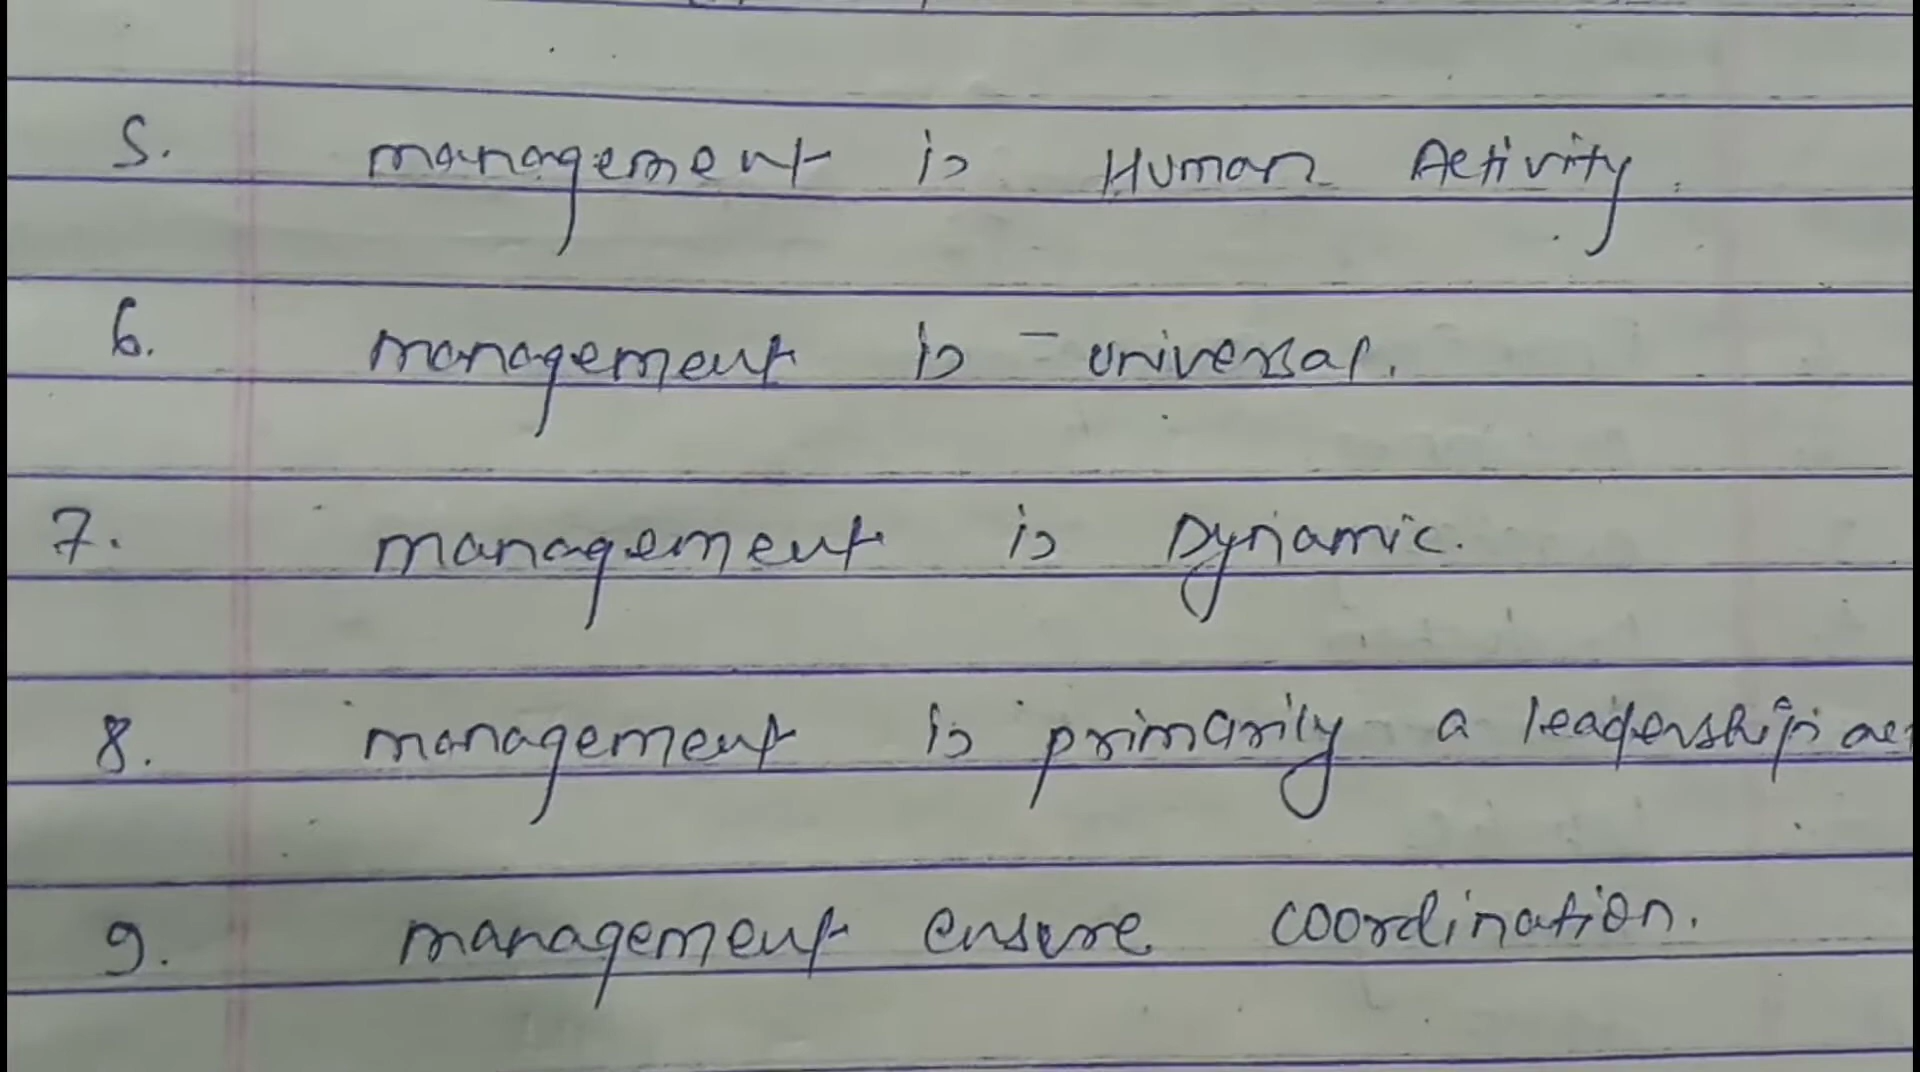 5. management is Human Activity.
6. management is - universal.
7. management is Dynamic.
8. management is primarily a leadership
9. management ensure coordination.